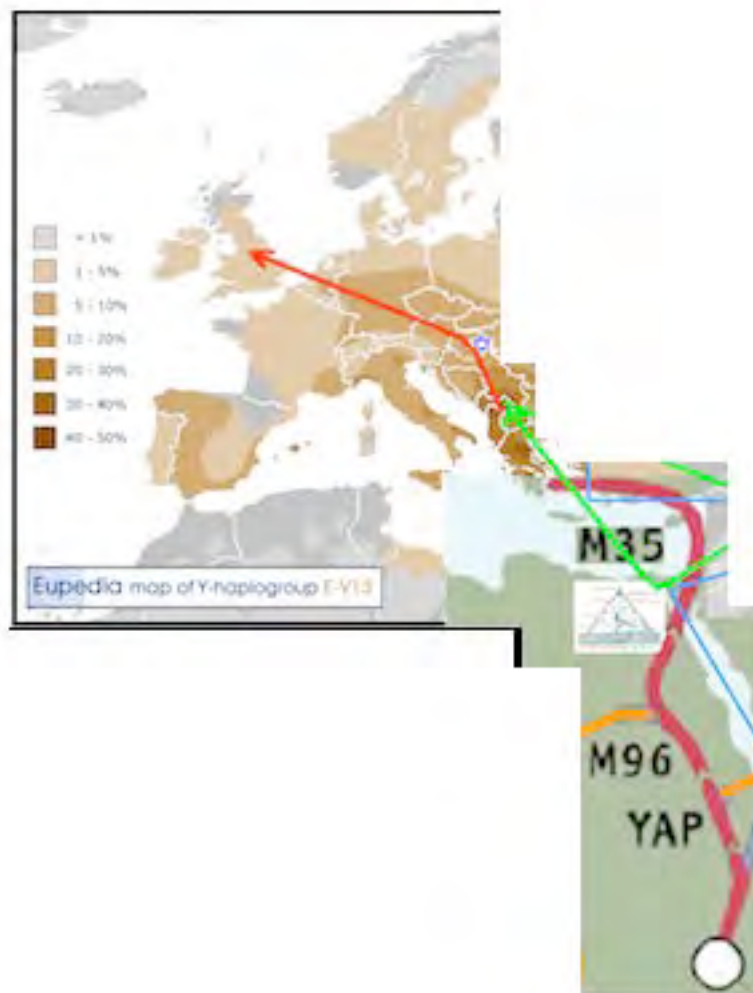 < 1%
1 - 5%
5 - 10%
10 - 20%
20 - 30%
30 - 40%
40 - 50%
M35
Eupedia map of Y-haplogroup E-V13
M96
YAP